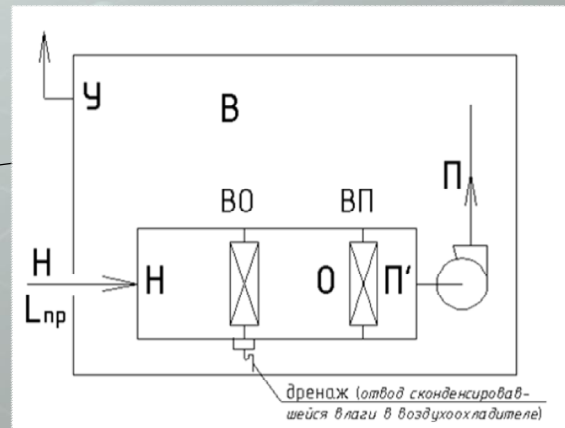 У
В
ВО
ВП
П
Н
Lпр
Н
О
П'
дренаж (отвод сконденсировав-
шейся влаги в воздухоохладителе)